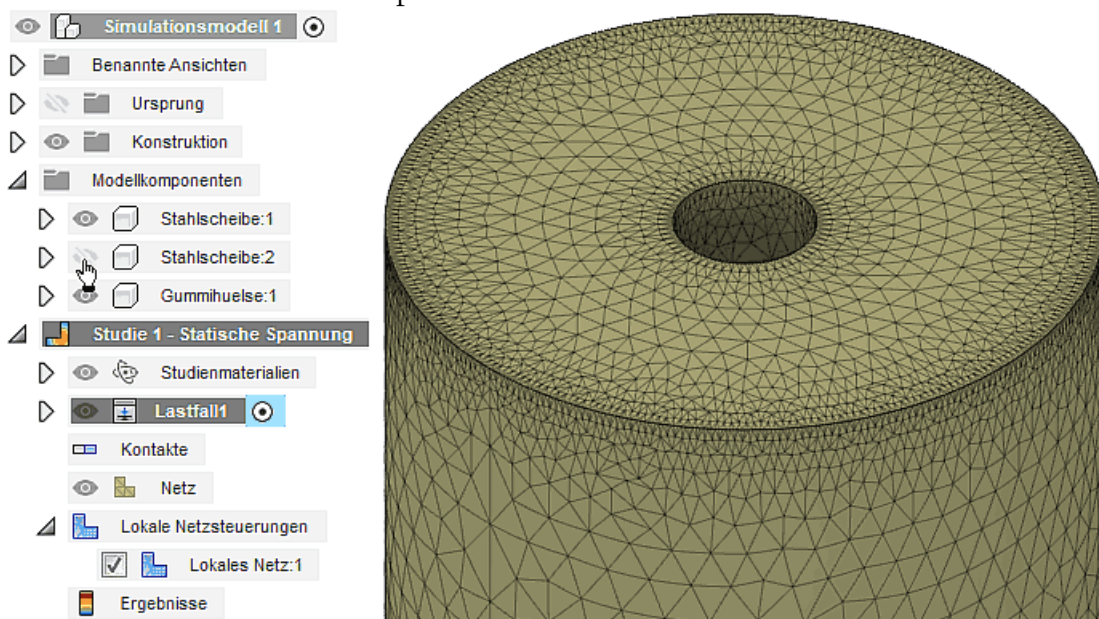 Simulationsmodell 1
Benannte Ansichten
Ursprung
Konstruktion
Modellkomponenten
Stahlscheibe:1
Stahlscheibe:2
Gummihuelse:1
Studie 1 - Statische Spannung
Studienmaterialien
Lastfall1
Kontakte
Netz
Lokale Netzsteuerungen
Lokales Netz:1
Ergebnisse